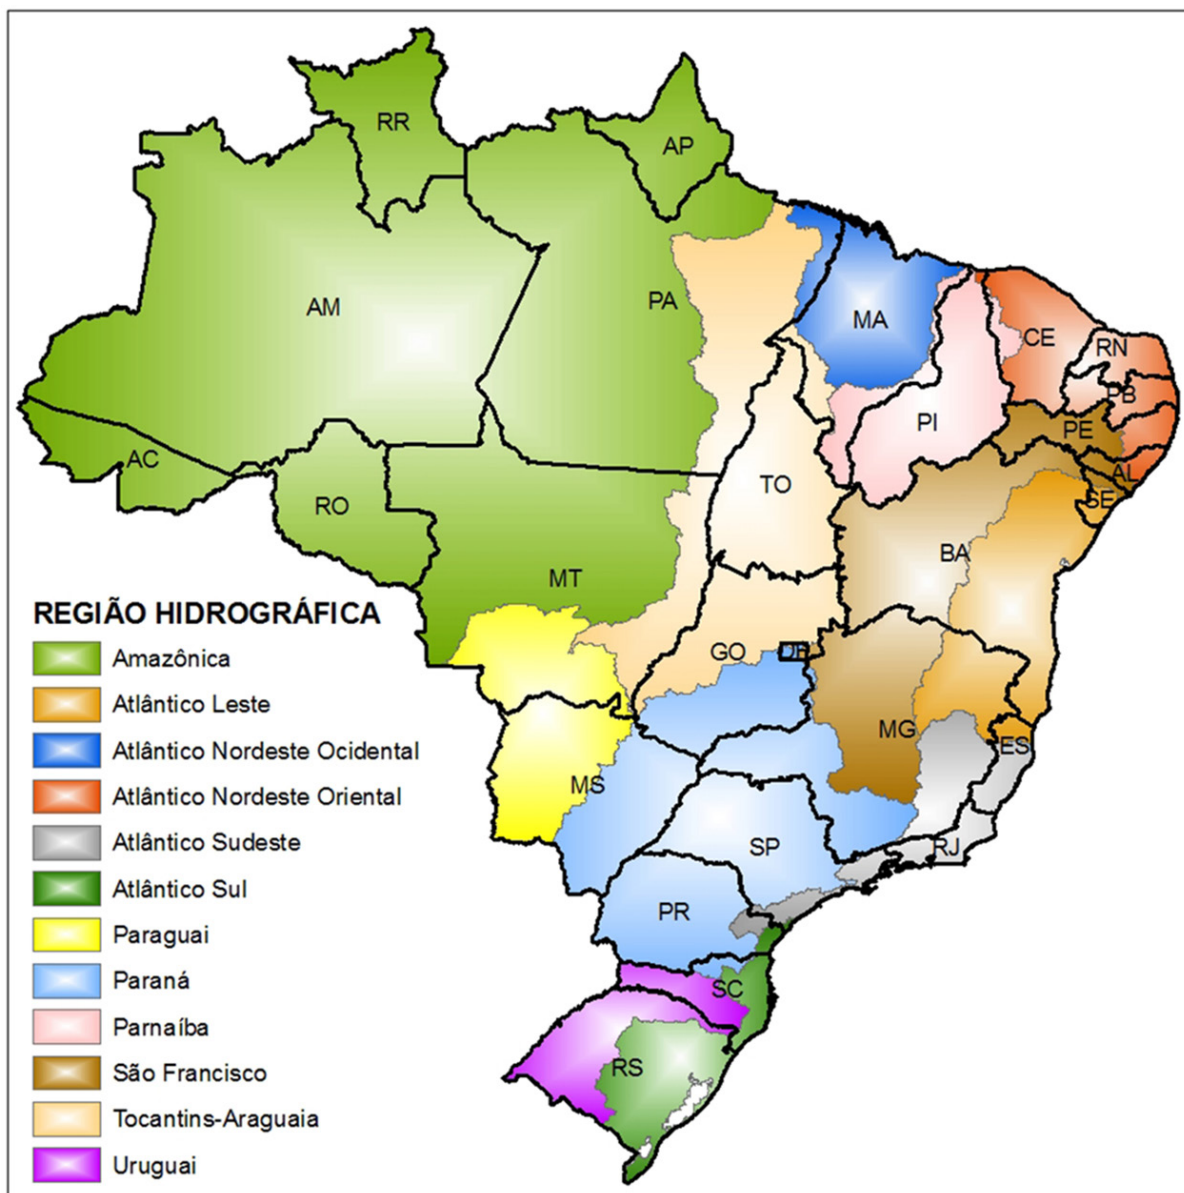 RR
AP
AM
PA
MA
CE
RN
PB
PI
PE
AC
AL
TO
SE
RO
BA
MT
REGIÃO HIDROGRÁFICA
Amazônica
Atlântico Leste
Atlântico Nordeste Ocidental
Atlântico Nordeste Oriental
Atlântico Sudeste
Atlântico Sul
Paraguai
Paraná
Parnaíba
São Francisco
Tocantins-Araguaia
Uruguai
GO
DF
MG
ES
MS
SP
RJ
PR
SC
RS